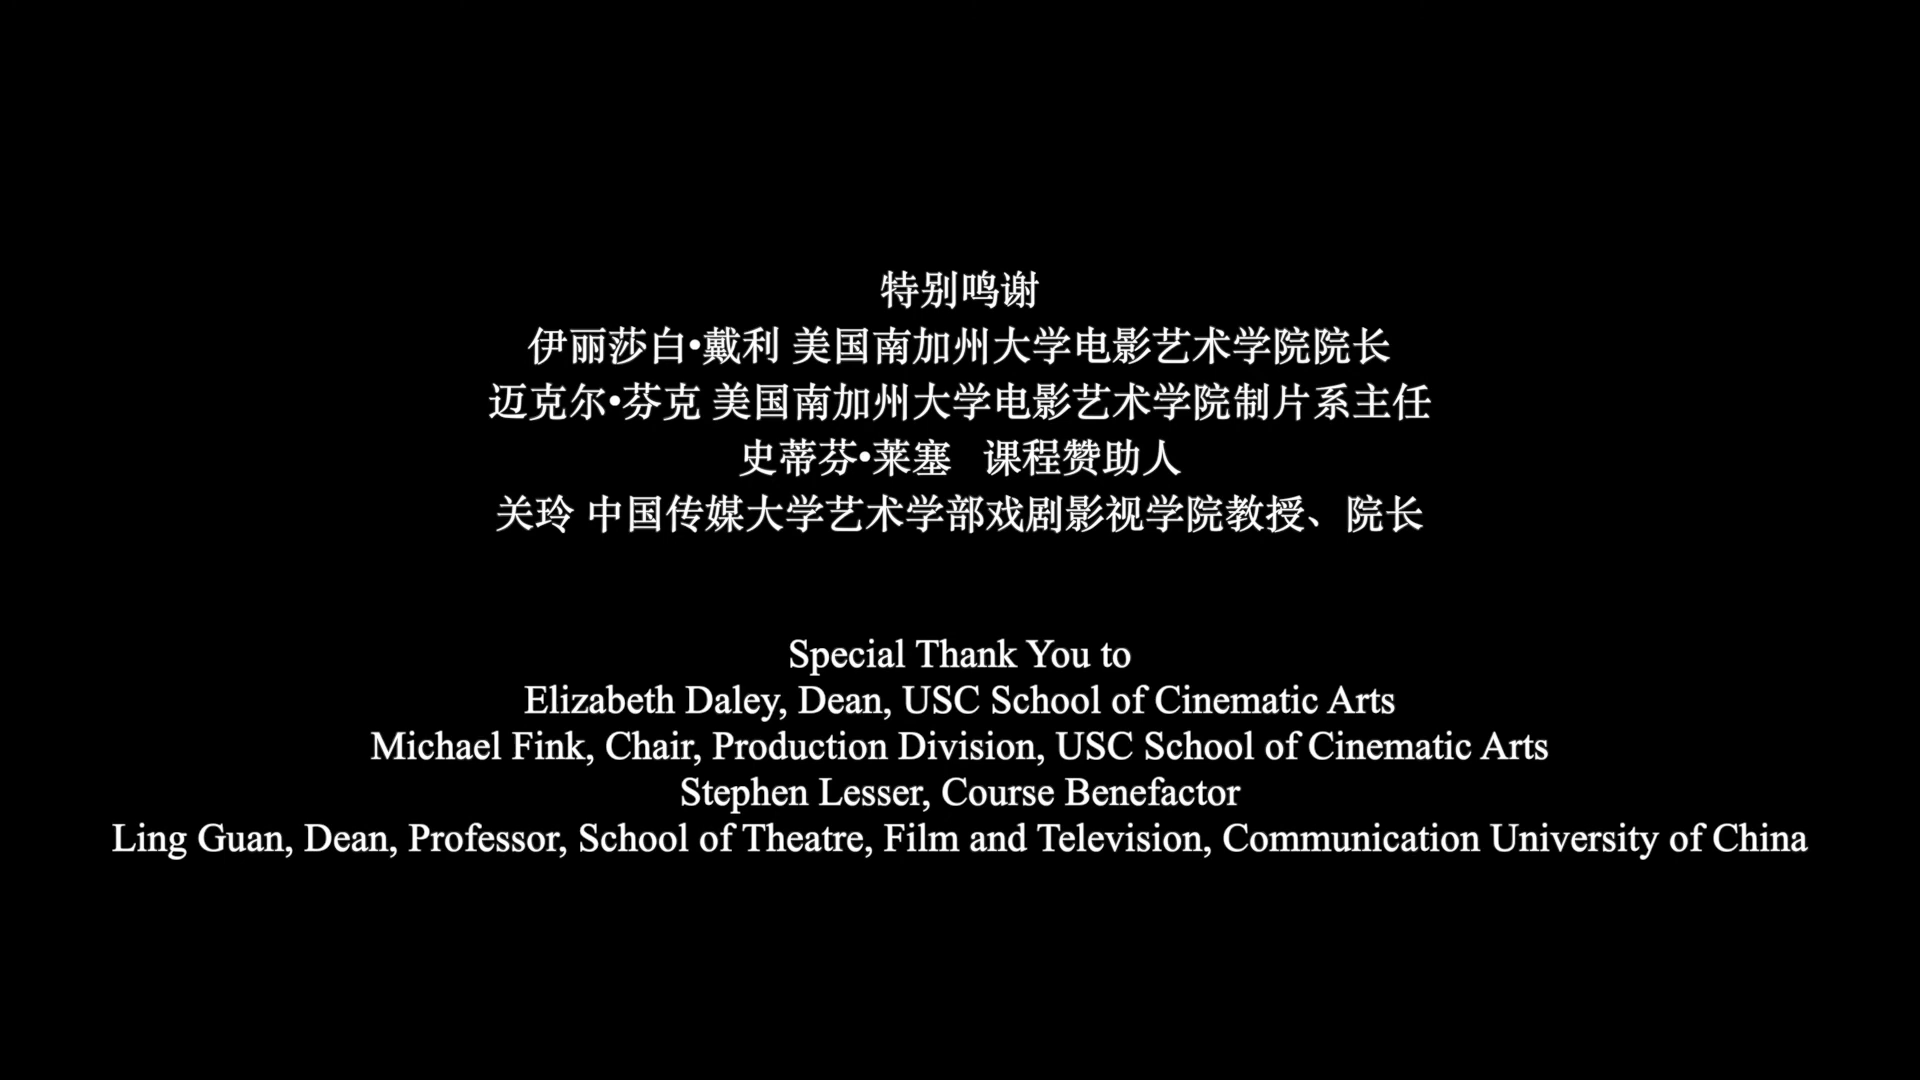 特别鸣谢
伊丽莎白•戴利 美国南加州大学电影艺术学院院长
迈克尔•芬克 美国南加州大学电影艺术学院制片系主任
史蒂芬•莱塞 课程赞助人
关玲 中国传媒大学艺术学部戏剧影视学院教授、院长
Special Thank You to
Elizabeth Daley, Dean, USC School of Cinematic Arts
Michael Fink, Chair, Production Division, USC School of Cinematic Arts
Stephen Lesser, Course Benefactor
Ling Guan, Dean, Professor, School of Theatre, Film and Television, Communication University of China